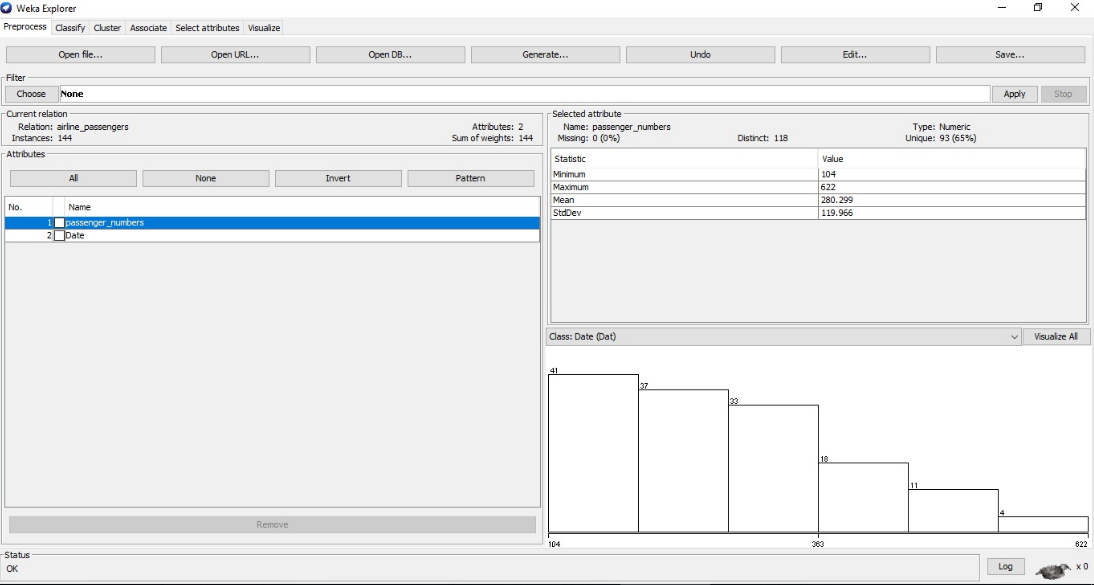 Weka Explorer
Preprocess Classify Cluster Associate Select attributes Visualize
Open file... Open URL... Open DB... Generate... Undo Edit... Save...
Filter
Choose None Apply Stop
Current relation
Relation: airline_passengers Attributes: 2
Instances: 144 Sum of weights: 144
Attributes
All None Invert Pattern
No. Name
1 passenger_numbers
2 Date
Remove
Selected attribute
Name: passenger_numbers Type: Numeric
Missing: 0 (0%) Distinct: 118 Unique: 93 (65%)
Statistic Value
Minimum 104
Maximum 622
Mean 280.299
StdDev 119.966
Class: Date (Dat) Visualize All
41
37
33
18
11
4
104 363 622
Status
OK Log x 0